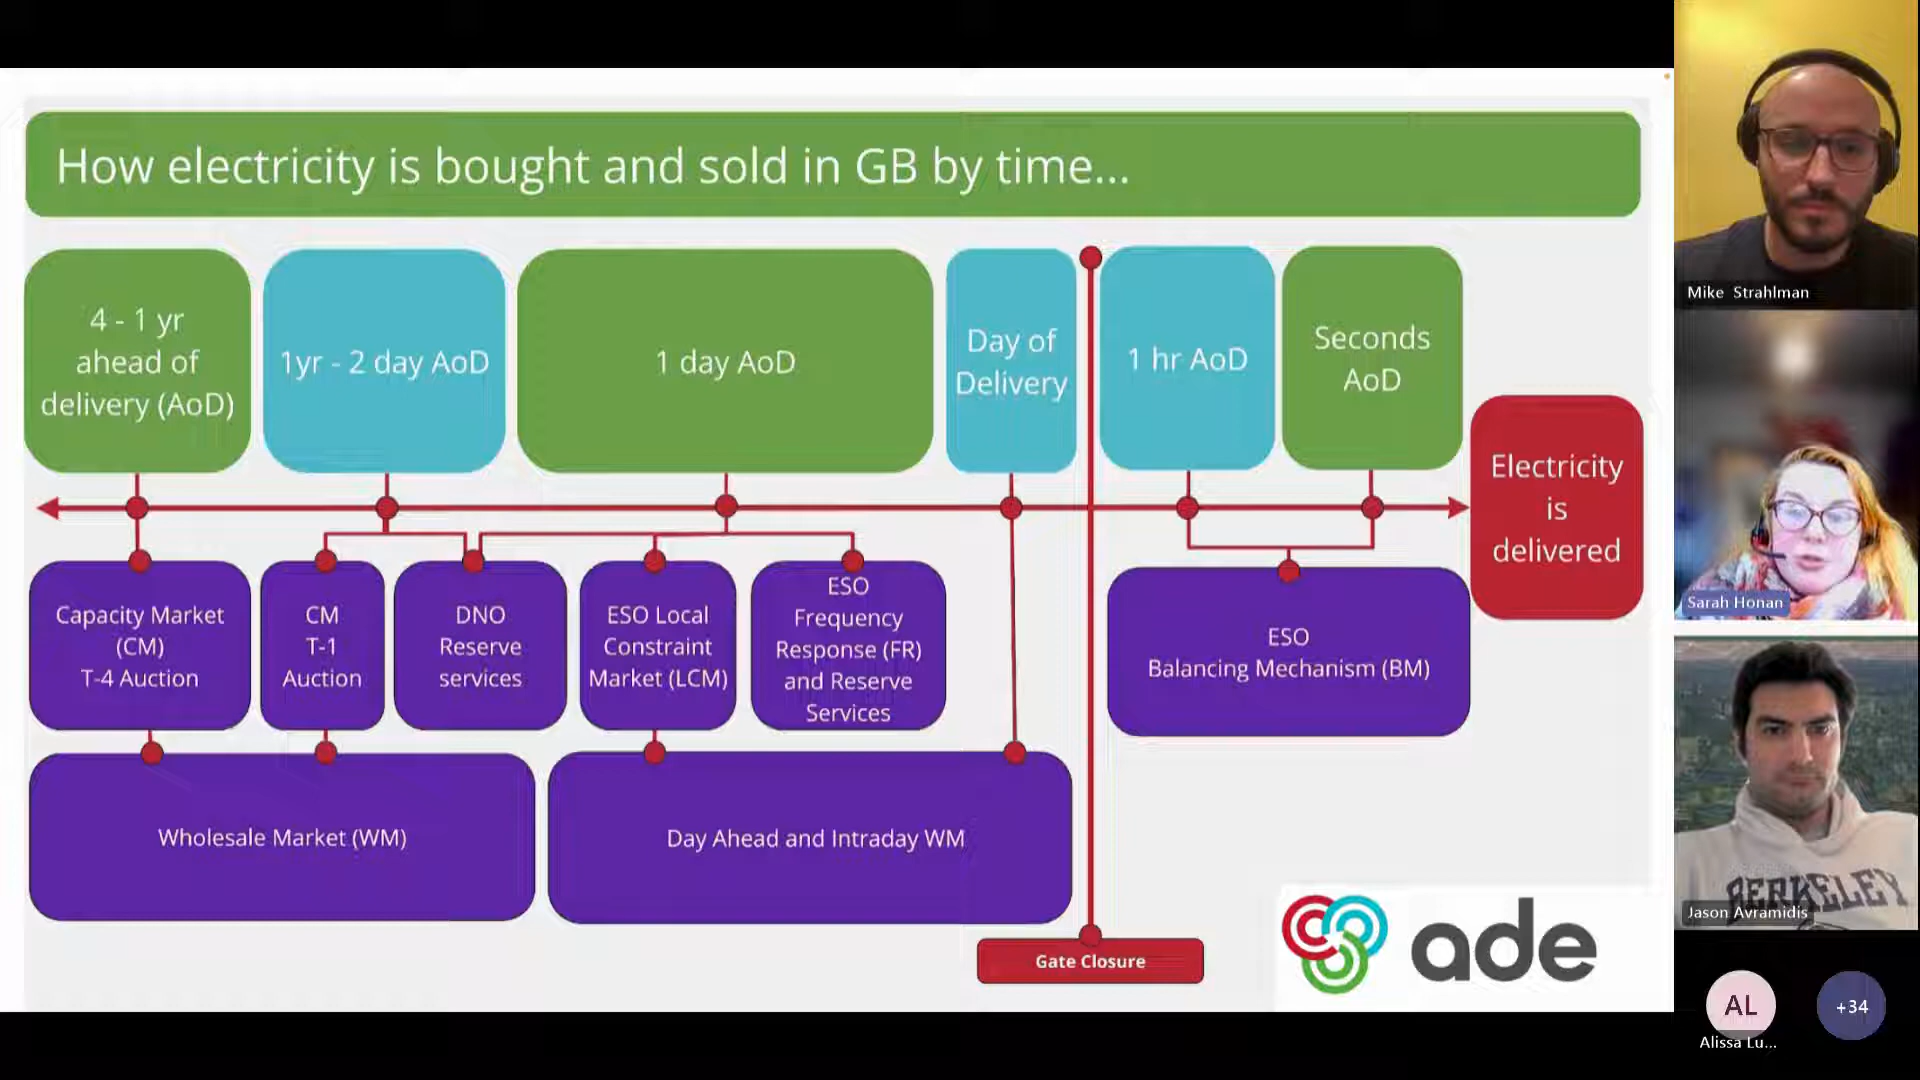 How electricity is bought and sold in GB by time...
4 - 1 yr
ahead of
delivery (AoD)
1yr - 2 day AoD
1 day AoD
Day of
Delivery
1 hr AoD
Seconds
AoD
Electricity
is
delivered
Capacity Market
(CM)
T-4 Auction
CM
T-1
Auction
DNO
Reserve
services
ESO Local
Constraint
Market (LCM)
ESO
Frequency
Response (FR)
and Reserve
Services
ESO
Balancing Mechanism (BM)
Wholesale Market (WM)
Day Ahead and Intraday WM
Gate Closure
ade
Mike Strahlman
Sarah Honan
BERKELEY
Jason Avramidis
AL
Alissa Lu...
+34